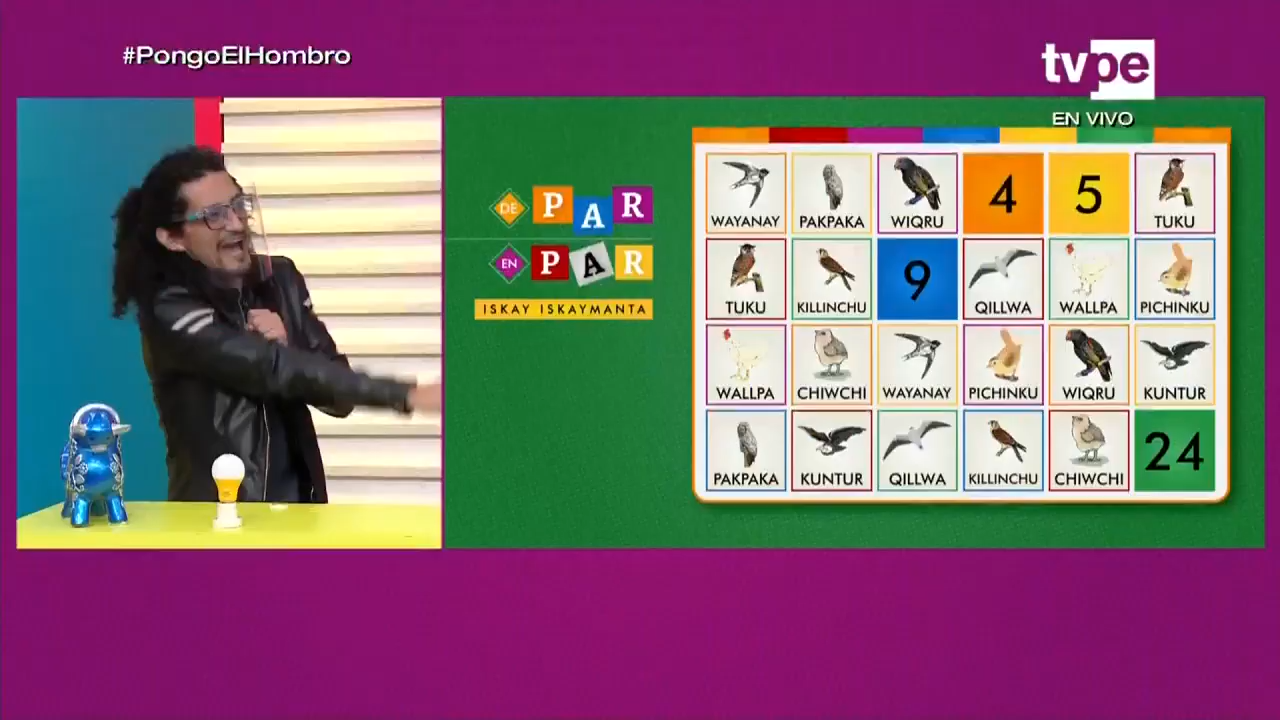 #PongoElHombro
tvpe
EN VIVO
DE PAR
EN PAR
ISKAY ISKAYMANTA
WAYANAY PAKPAKA WIQRU 4 5 TUKU
TUKU KILLINCHU 9 QILLWA WALLPA PICHINKU
WALLPA CHIWCHI WAYANAY PICHINKU WIQRU KUNTUR
PAKPAKA KUNTUR QILLWA KILLINCHU CHIWCHI 24